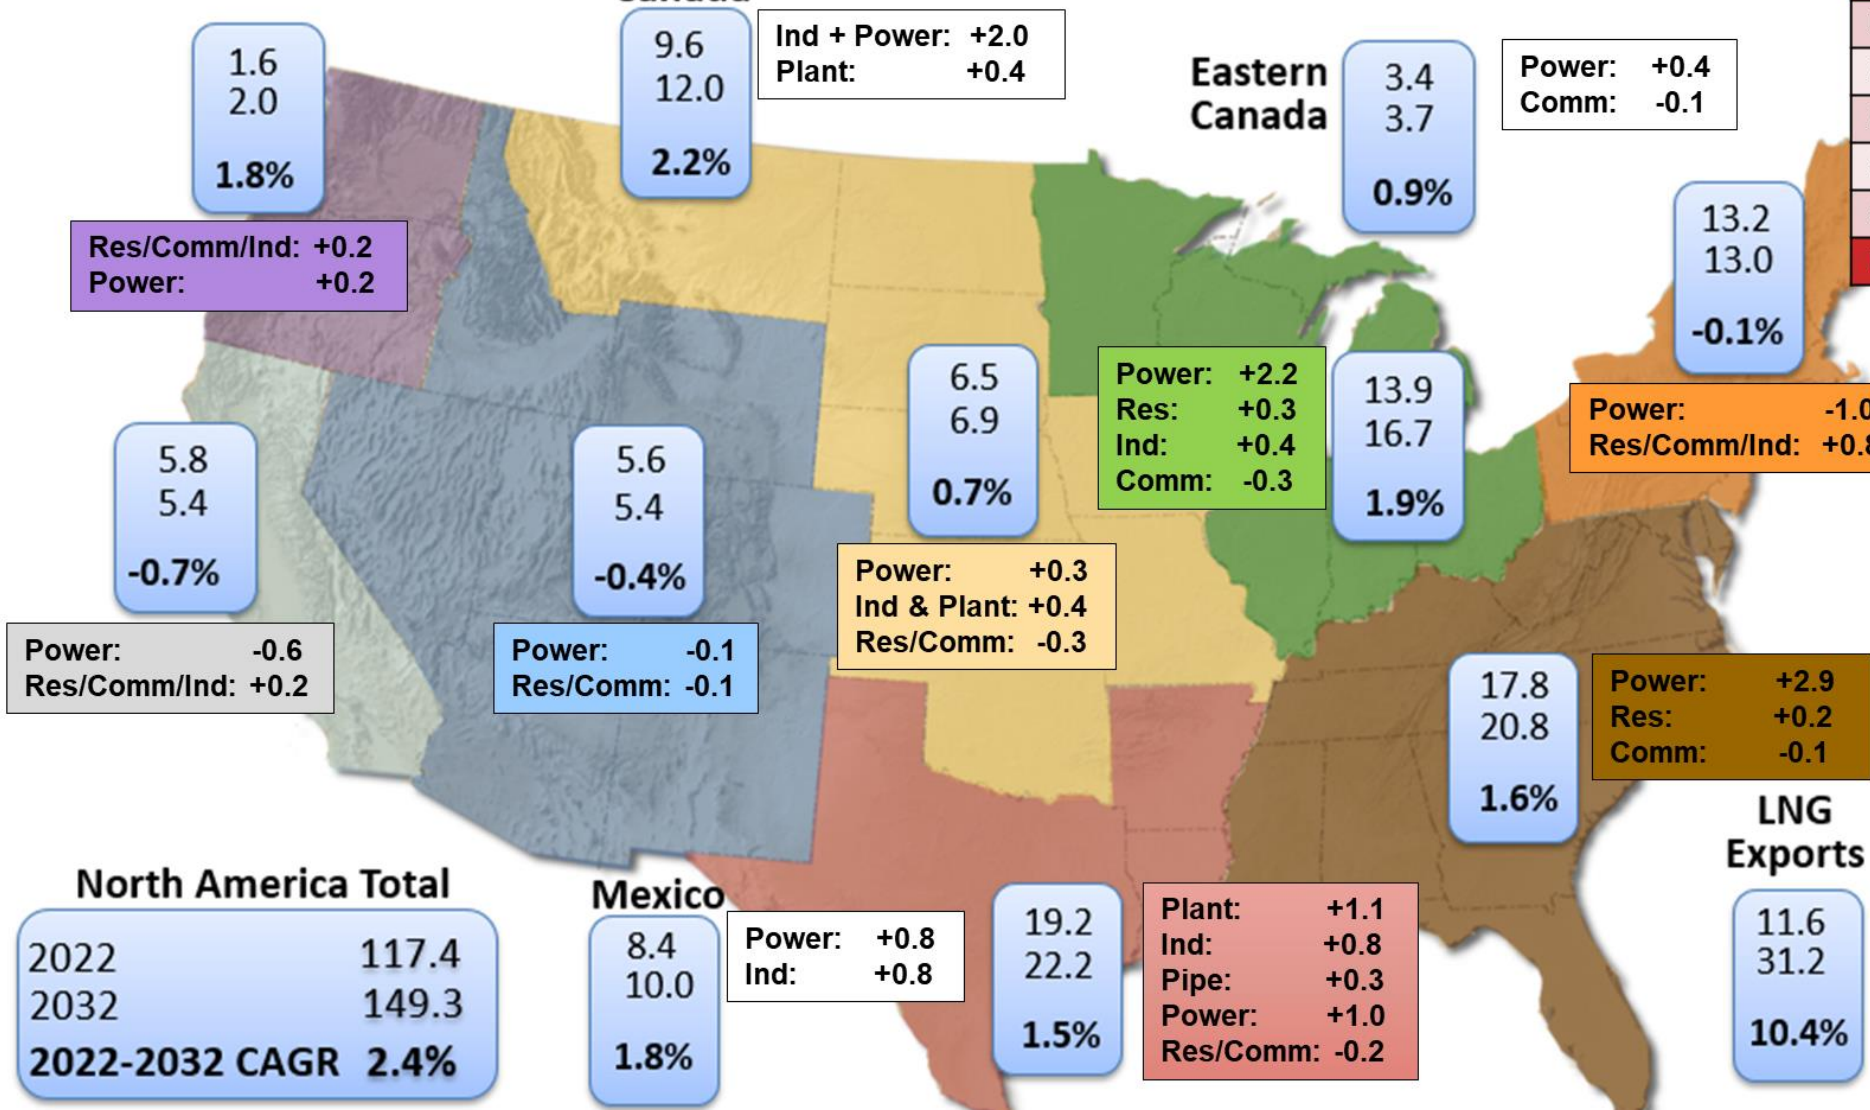 Canada
9.6
12.0
2.2%
Ind + Power: +2.0
Plant: +0.4
1.6
2.0
1.8%
Res/Comm/Ind: +0.2
Power: +0.2
Eastern
Canada
3.4
3.7
0.9%
Power: +0.4
Comm: -0.1
13.2
13.0
-0.1%
Power: -1.0
Res/Comm/Ind: +0.8
6.5
6.9
0.7%
Power: +0.3
Ind & Plant: +0.4
Res/Comm: -0.3
Power: +2.2
Res: +0.3
Ind: +0.4
Comm: -0.3
13.9
16.7
1.9%
5.8
5.4
-0.7%
Power: -0.6
Res/Comm/Ind: +0.2
5.6
5.4
-0.4%
Power: -0.1
Res/Comm: -0.1
17.8
20.8
1.6%
Power: +2.9
Res: +0.2
Comm: -0.1
North America Total
2022 117.4
2032 149.3
2022-2032 CAGR 2.4%
Mexico
8.4
10.0
1.8%
Power: +0.8
Ind: +0.8
19.2
22.2
1.5%
Plant: +1.1
Ind: +0.8
Pipe: +0.3
Power: +1.0
Res/Comm: -0.2
LNG
Exports
11.6
31.2
10.4%